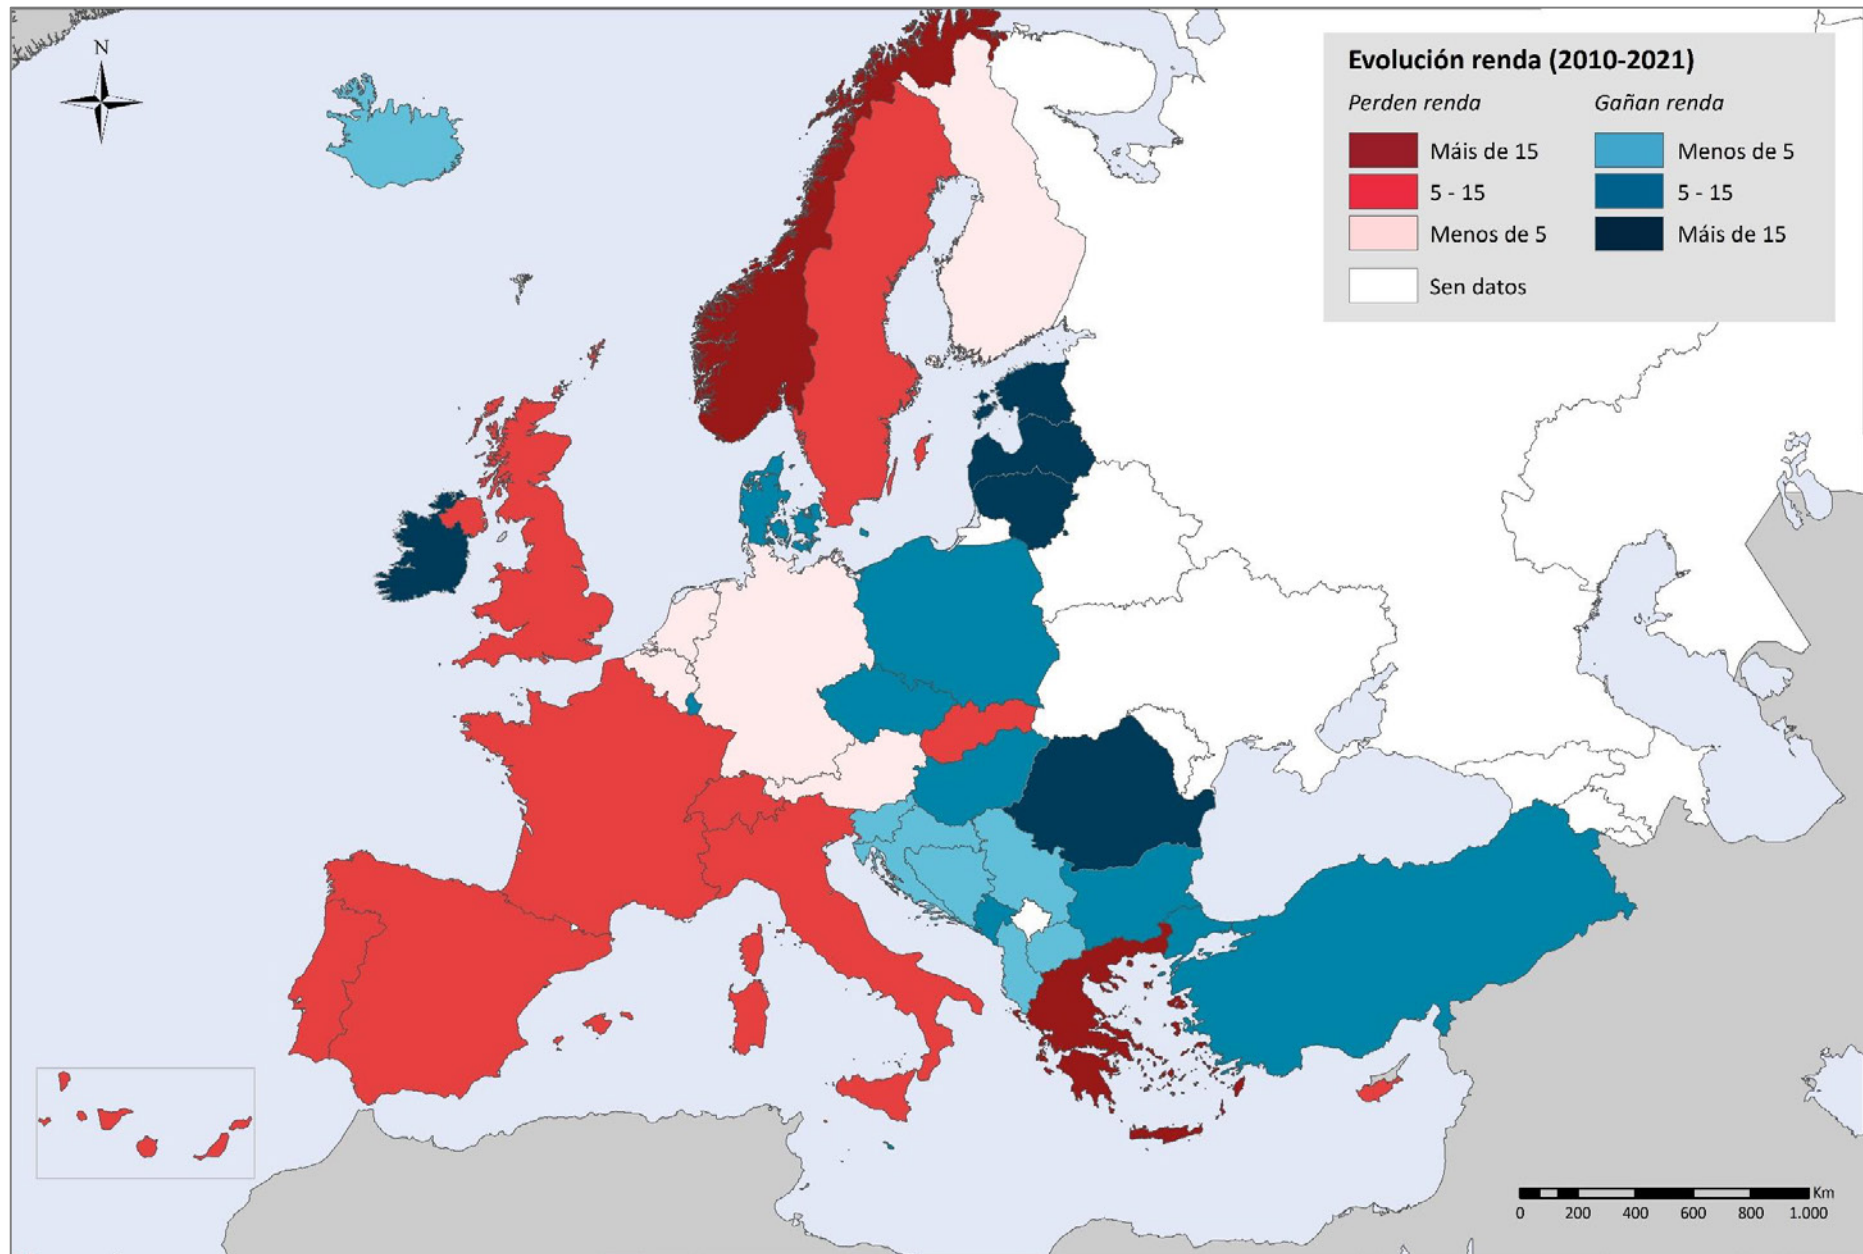 N
Evolución renda (2010-2021)
Perden renda
Gañan renda
Máis de 15
Menos de 5
5 - 15
5 - 15
Menos de 5
Máis de 15
Sen datos
Km
0 200 400 600 800 1.000